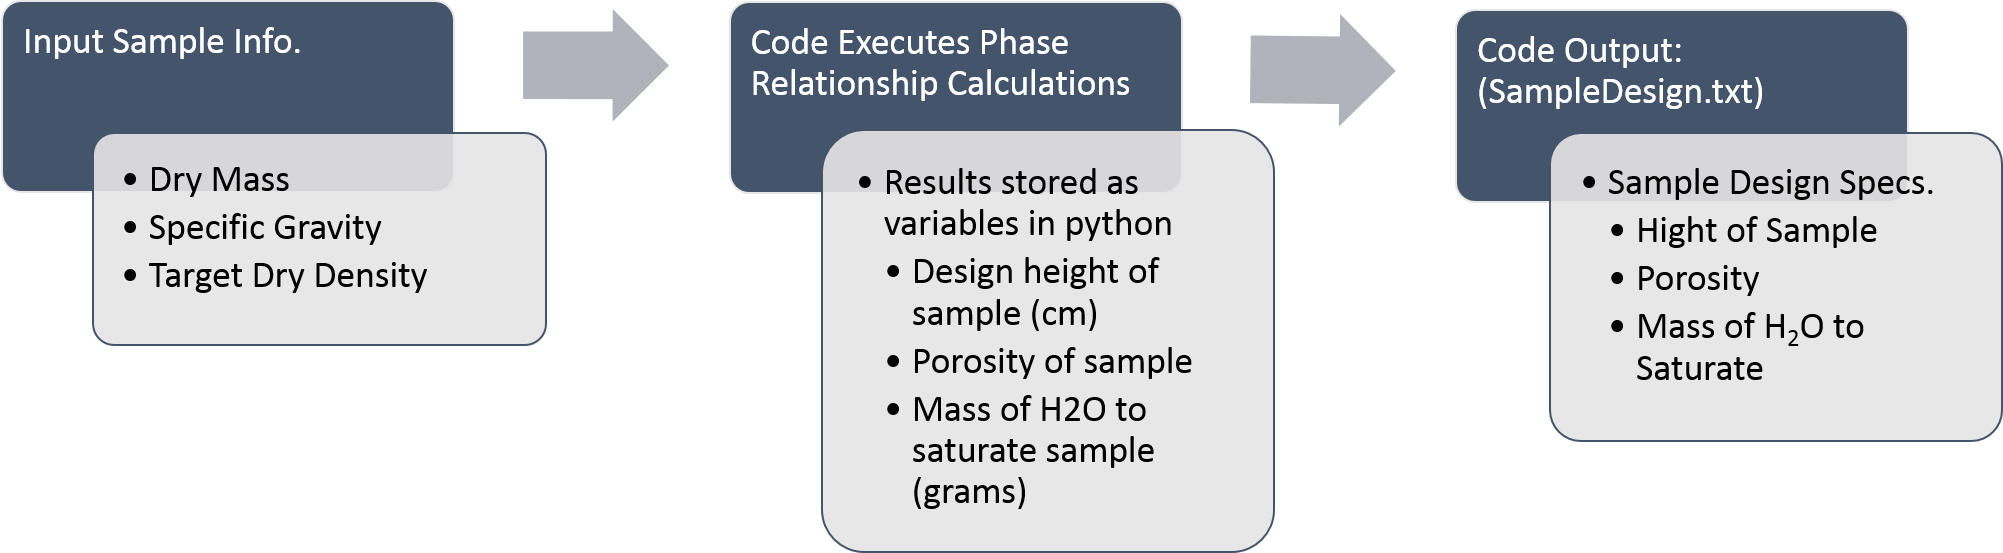 Input Sample Info.
• Dry Mass
• Specific Gravity
• Target Dry Density
Code Executes Phase
Relationship Calculations
• Results stored as
variables in python
• Design height of
sample (cm)
• Porosity of sample
• Mass of H2O to
saturate sample
(grams)
Code Output:
(SampleDesign.txt)
• Sample Design Specs.
• Hight of Sample
• Porosity
• Mass of H₂O to
Saturate